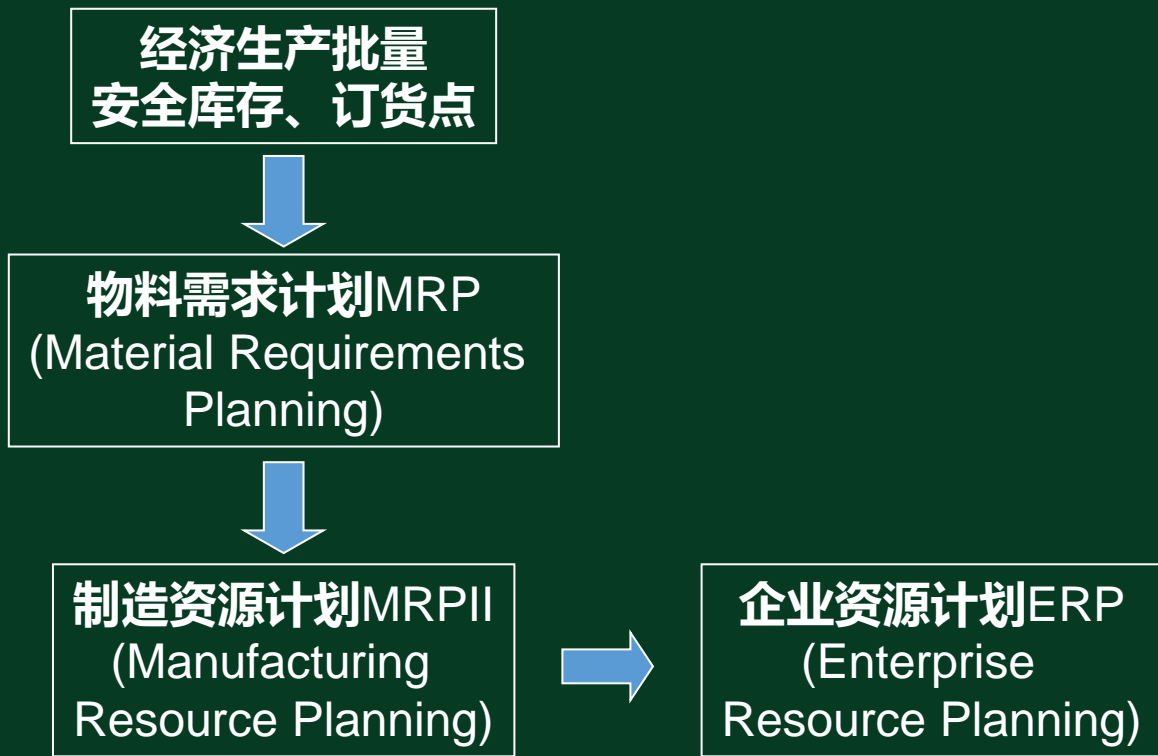 经济生产批量
安全库存、订货点
物料需求计划MRP
(Material Requirements
Planning)
制造资源计划MRPII
(Manufacturing
Resource Planning)
企业资源计划ERP
(Enterprise
Resource Planning)